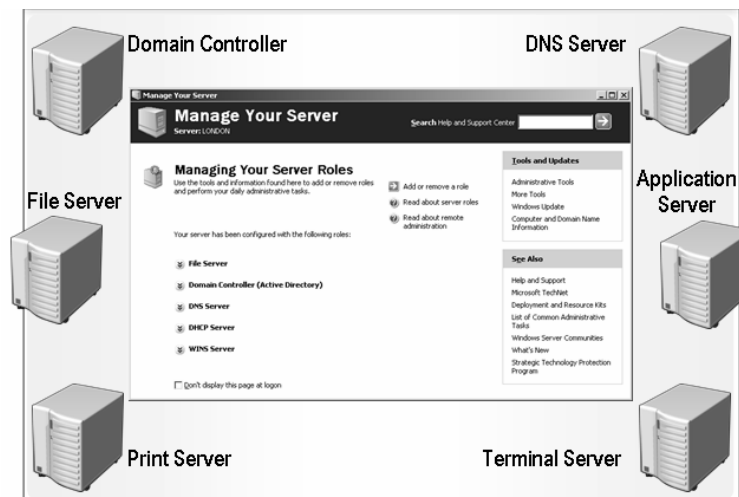 Domain Controller
DNS Server
File Server
Application
Server
Print Server
Terminal Server
Manage Your Server
Manage Your Server
Server: LONDON
Search Help and Support Center
Managing Your Server Roles
Use the tools and information found here to add or remove roles
and perform your daily administrative tasks.
Add or remove a role
Read about server roles
Read about remote
administration
Your server has been configured with the following roles:
File Server
Domain Controller (Active Directory)
DNS Server
DHCP Server
WINS Server
Don't display this page at logon
Tools and Updates
Administrative Tools
More Tools
Windows Update
Computer and Domain Name
Information
See Also
Help and Support
Microsoft TechNet
Deployment and Resource Kits
List of Common Administrative
Tasks
Windows Server Communities
What's New
Strategic Technology Protection
Program